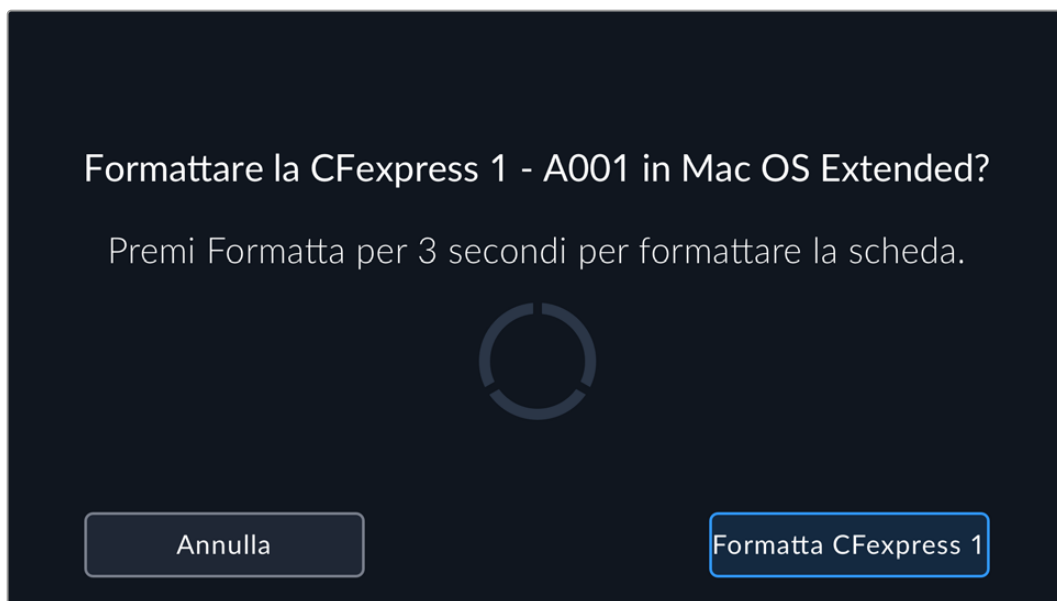 Formattare la CFexpress 1 - A001 in Mac OS Extended?
Premi Formatta per 3 secondi per formattare la scheda.
Annulla
Formatta CFexpress 1